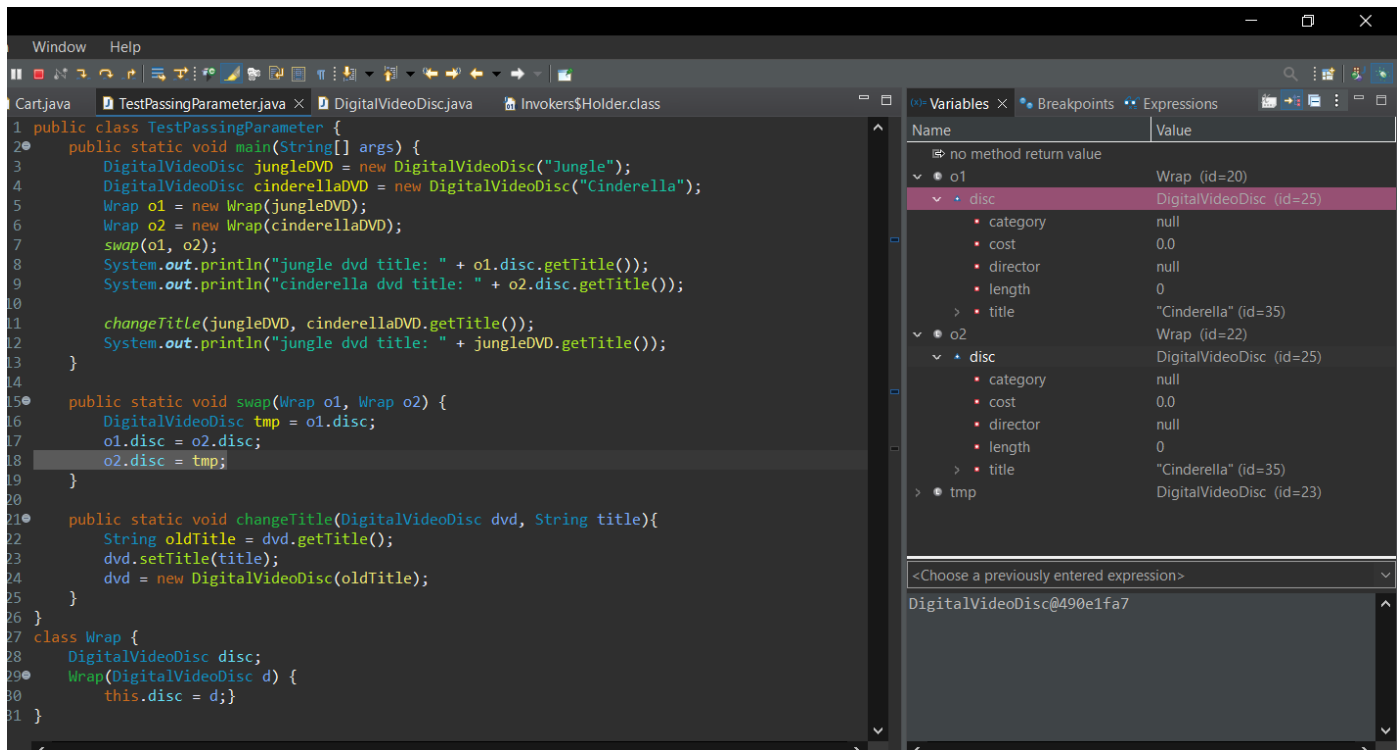 Window Help
Cart.java TestPassingParameter.java DigitalVideoDisc.java Invokers$Holder.class
1 public class TestPassingParameter {
2 public static void main(String[] args) {
3 DigitalVideoDisc jungleDVD = new DigitalVideoDisc("Jungle");
4 DigitalVideoDisc cinderellaDVD = new DigitalVideoDisc("Cinderella");
5 Wrap o1 = new Wrap(jungleDVD);
6 Wrap o2 = new Wrap(cinderellaDVD);
7 swap(o1, o2);
8 System.out.println("jungle dvd title: " + o1.disc.getTitle());
9 System.out.println("cinderella dvd title: " + o2.disc.getTitle());
10
11 changeTitle(jungleDVD, cinderellaDVD.getTitle());
12 System.out.println("jungle dvd title: " + jungleDVD.getTitle());
13 }
14
15 public static void swap(Wrap o1, Wrap o2) {
16 DigitalVideoDisc tmp = o1.disc;
17 o1.disc = o2.disc;
18 o2.disc = tmp;
19 }
20
21 public static void changeTitle(DigitalVideoDisc dvd, String title){
22 String oldTitle = dvd.getTitle();
23 dvd.setTitle(title);
24 dvd = new DigitalVideoDisc(oldTitle);
25 }
26 }
27 class Wrap {
28 DigitalVideoDisc disc;
29 Wrap(DigitalVideoDisc d) {
30 this.disc = d;}
31 }
(x)= Variables Breakpoints Expressions
Name Value
no method return value
o1 Wrap (id=20)
disc DigitalVideoDisc (id=25)
category null
cost 0.0
director null
length 0
title "Cinderella" (id=35)
o2 Wrap (id=22)
disc DigitalVideoDisc (id=25)
category null
cost 0.0
director null
length 0
title "Cinderella" (id=35)
tmp DigitalVideoDisc (id=23)
<Choose a previously entered expression>
DigitalVideoDisc@490e1fa7